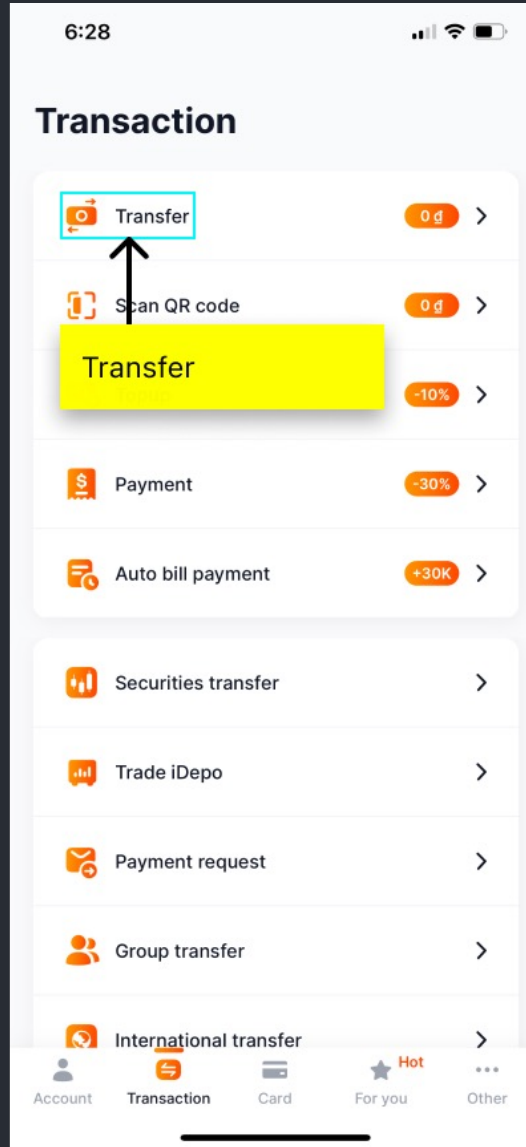 6:28
Transaction
Transfer 0 ₫
Scan QR code 0 ₫
Transfer
-10%
Payment -30%
Auto bill payment +30K
Securities transfer
Trade iDepo
Payment request
Group transfer
International transfer
Account Transaction Card For you Hot Other